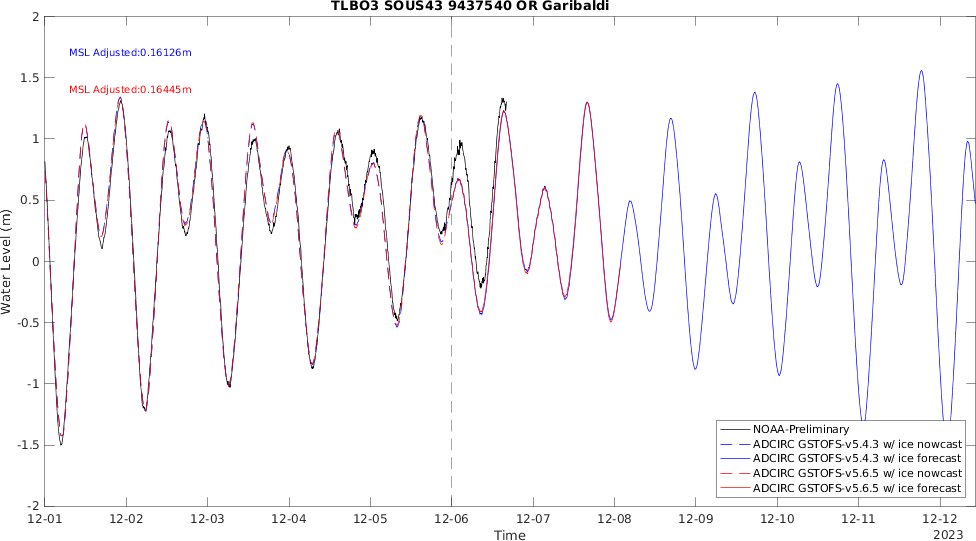 TLBO3 SOUS43 9437540 OR Garibaldi
MSL Adjusted:0.16126m
MSL Adjusted:0.16445m
Water Level (m)
2
1.5
1
0.5
0
-0.5
-1
-1.5
-2
NOAA-Preliminary
ADCIRC GSTOFS-v5.4.3 w/ ice nowcast
ADCIRC GSTOFS-v5.4.3 w/ ice forecast
ADCIRC GSTOFS-v5.6.5 w/ ice nowcast
ADCIRC GSTOFS-v5.6.5 w/ ice forecast
12-01 12-02 12-03 12-04 12-05 12-06 12-07 12-08 12-09 12-10 12-11 12-12
2023
Time